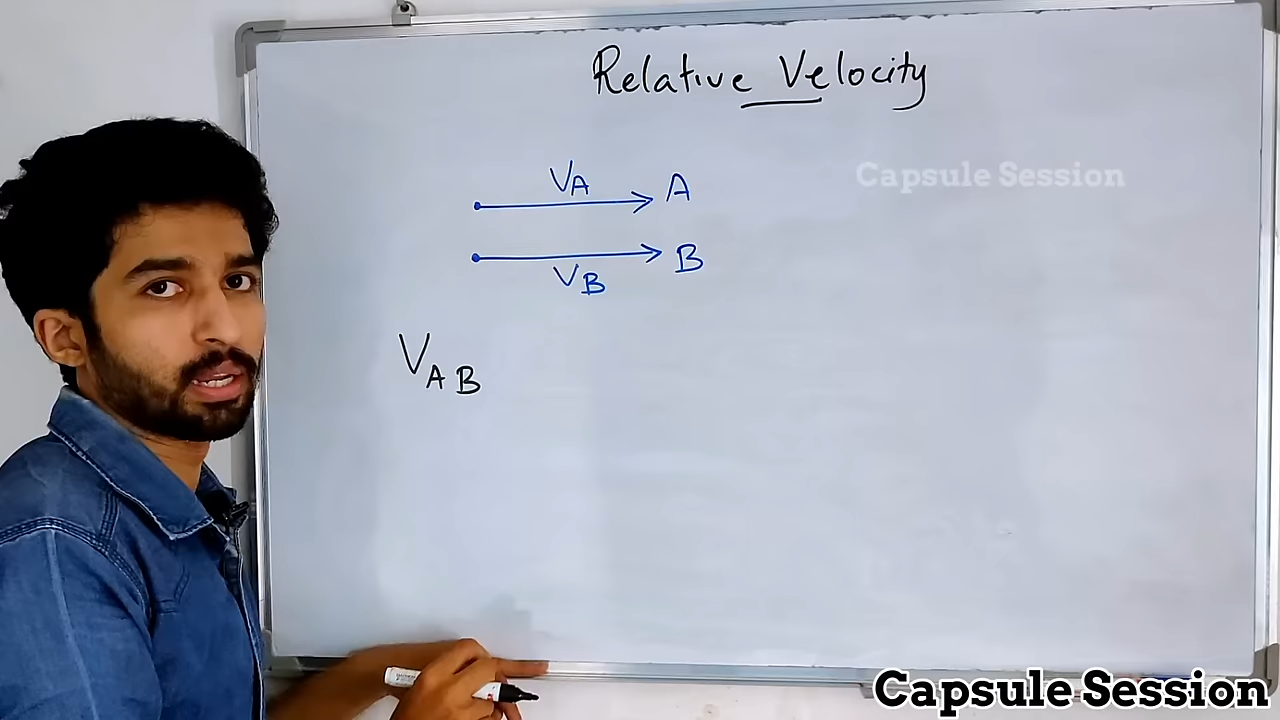 Relative Velocity
Capsule Session
VA A
B
VB
VAB
Capsule Session